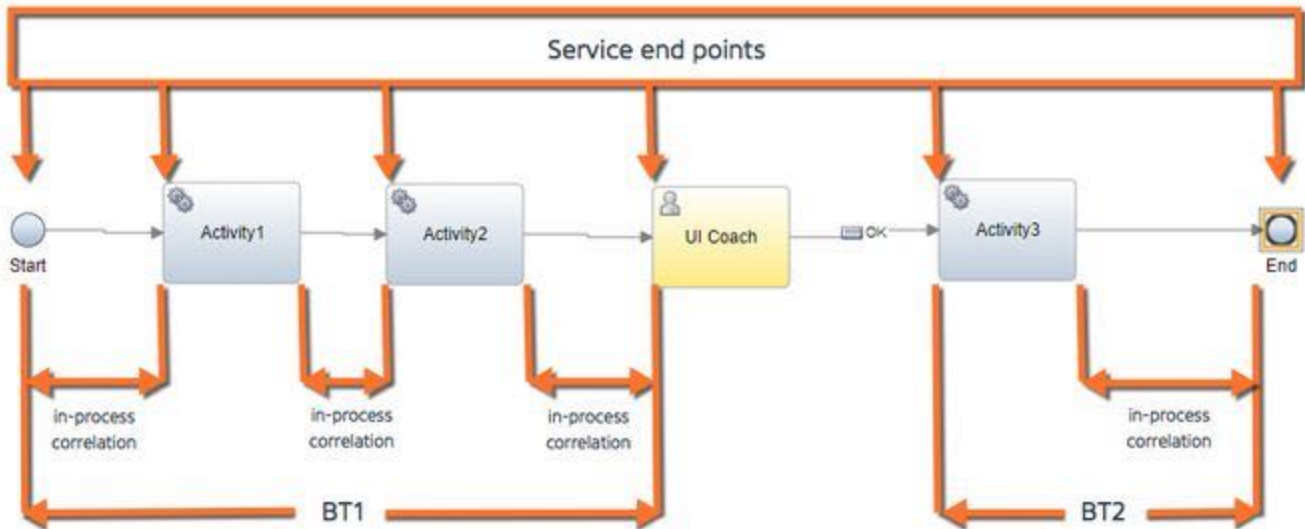 Service end points
Activity1
Activity2
UI Coach
OK
Activity3
Start
End
in-process
correlation
in-process
correlation
in-process
correlation
in-process
correlation
BT1
BT2